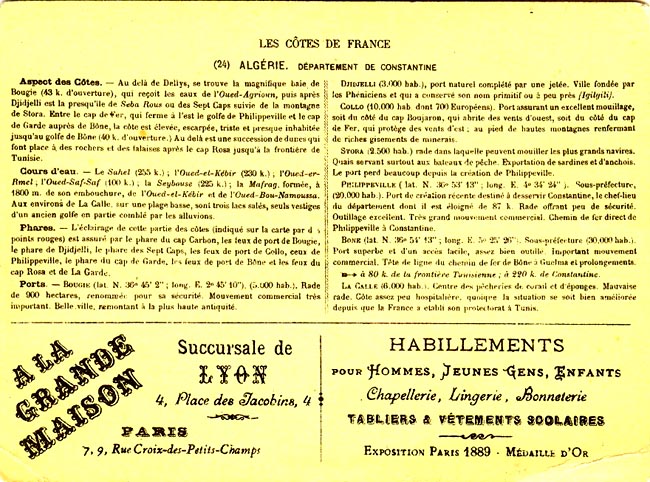 LES CÔTES DE FRANCE
(24) ALGÉRIE. DÉPARTEMENT DE CONSTANTINE
Aspect des Côtes. — Au delà de Dellys, se trouve la magnifique baie de
Bougie (43 k. d'ouverture), qui reçoit les eaux de l'Oued-Agrioun, puis après
Djidjelli est la presqu'île de Seba Rous ou des Sept Caps suivie de la montagne
de Stora. Entre le cap de Fer, qui ferme à l'est le golfe de Philippeville et le cap
de Garde auprès de Bône, la côte est élevée, escarpée, triste et presque inhabitée
jusqu'au golfe de Bône (40 k. d'ouverture.) Au delà est une succession de dunes qui
font place à des rochers et des falaises après le cap Rosa jusqu'à la frontière de
Tunisie.
Cours d'eau. — Le Sahel (255 k.) ; l'Oued-el-Kébir (230 k.) ; l'Oued-er-
Rmel ; l'Oued-Saf-Saf (100 k.) ; la Seybouse (225 k.) ; la Mafrag, formée, à
1800 m. de son embouchure, de l'Oued-el-Kébir et de l'Oued-Bou-Namoussa.
Aux environs de La Calle, sur une plage basse, sont trois lacs salés, seuls vestiges
d'un ancien golfe en partie comblé par les alluvions.
Phares. — L'éclairage de cette partie des côtes (indiqué sur la carte par d s
points rouges) est assuré par le phare du cap Carbon, les feux de port de Bougie,
le phare de Djidjelli, le phare des Sept Caps, les feux de port de Collo, ceux de
Philippeville, le phare du cap de Garde, les feux de port de Bône et les feux du
cap Rosa et de La Garde.
Ports. — BOUGIE (lat. N. 36° 45' 2" ; long. E. 2° 45' 10"). (5.000 hab.), Rade
de 900 hectares, renommée pour sa sécurité. Mouvement commercial très
important. Belle ville, remontant à la plus haute antiquité.
DJIDJELLI (3.000 hab.), port naturel complété par une jetée. Ville fondée par
les Phéniciens et qui a conservé son nom primitif ou à peu près [Igilgili].
COLLO (10.000 hab. dont 700 Européens). Port assurant un excellent mouillage,
soit du côté du cap Boujaron, qui abrite des vents d'ouest, soit du côté du cap
de Fer, qui protège des vents d'est ; au pied de hautes montagnes renfermant
de riches gisements de minerais.
STORA (2.500 hab.) rade dans laquelle peuvent mouiller les plus grands navires.
Quais servant surtout aux bateaux de pêche. Exportation de sardines et d'anchois.
Le port perd beaucoup depuis la création de Philippeville.
PHILIPPEVILLE (lat. N. 36° 53' 13" ; long. E. 4° 34' 24"). Sous-préfecture,
(20.000 hab.). Port de création récente destiné à desservir Constantine, le chef-lieu
du département dont il est éloigné de 87 k. Rade offrant peu de sécurité.
Outillage excellent. Très grand mouvement commercial. Chemin de fer direct de
Philippeville à Constantine.
BONE (lat. N. 36° 54' 13" ; long. E. 5° 25' 26"). Sous-préfecture (30.000 hab.).
Port superbe et d'un accès facile, assez bien outillé. Important mouvement
commercial. Tête de ligne du chemin de fer de Bône à Guelma et prolongements.
à 80 k. de la frontière Tunisienne ; à 220 k. de Constantine.
LA CALLE (6.000 hab.). Centre des pêcheries de corail et d'éponges. Mauvaise
rade. Côte assez peu hospitalière, quoique la situation se soit bien améliorée
depuis que la France a établi son protectorat à Tunis.
A LA
GRANDE
MAISON
Succursale de
LYON
4, Place des Jacobins, 4
PARIS
7, 9, Rue Croix-des-Petits-Champs
HABILLEMENTS
POUR HOMMES, JEUNES GENS, ENFANTS
Chapellerie, Lingerie, Bonneterie
TABLIERS & VÊTEMENTS SCOLAIRES
EXPOSITION PARIS 1889 - MÉDAILLE D'OR